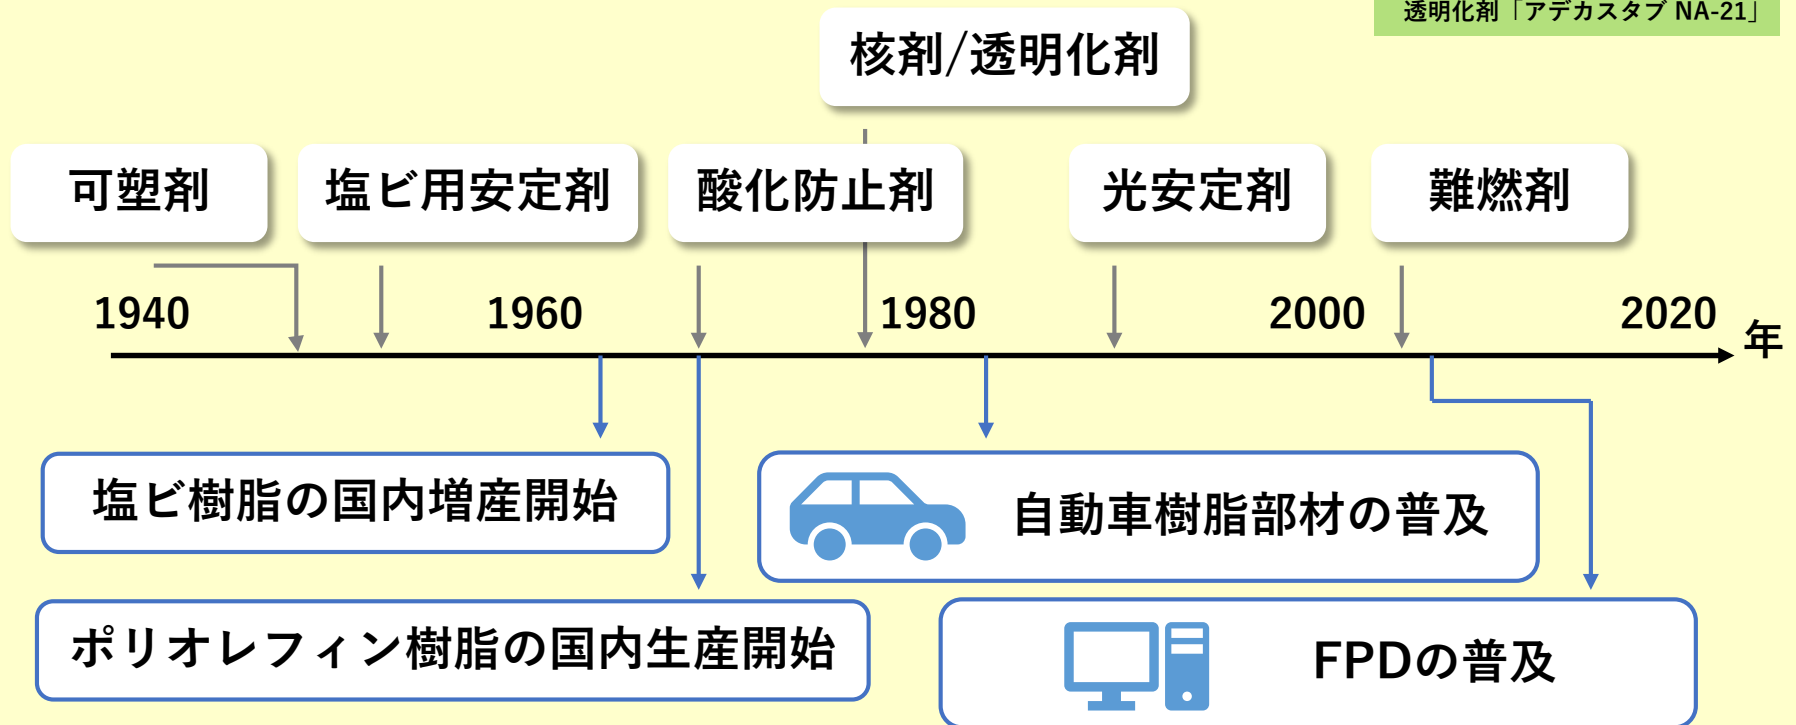 透明化剤「アデカスタブ NA-21」
核剤/透明化剤
可塑剤
塩ビ用安定剤
酸化防止剤
光安定剤
難燃剤
1940
1960
1980
2000
2020
年
塩ビ樹脂の国内増産開始
自動車樹脂部材の普及
ポリオレフィン樹脂の国内生産開始
FPDの普及